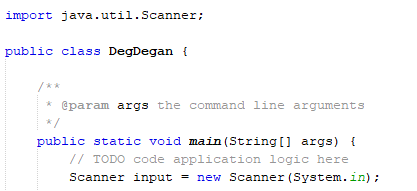 import java.util.Scanner;
public class DegDegan {
/**
* @param args the command line arguments
*/
public static void main(String[] args) {
// TODO code application logic here
Scanner input = new Scanner(System.in);